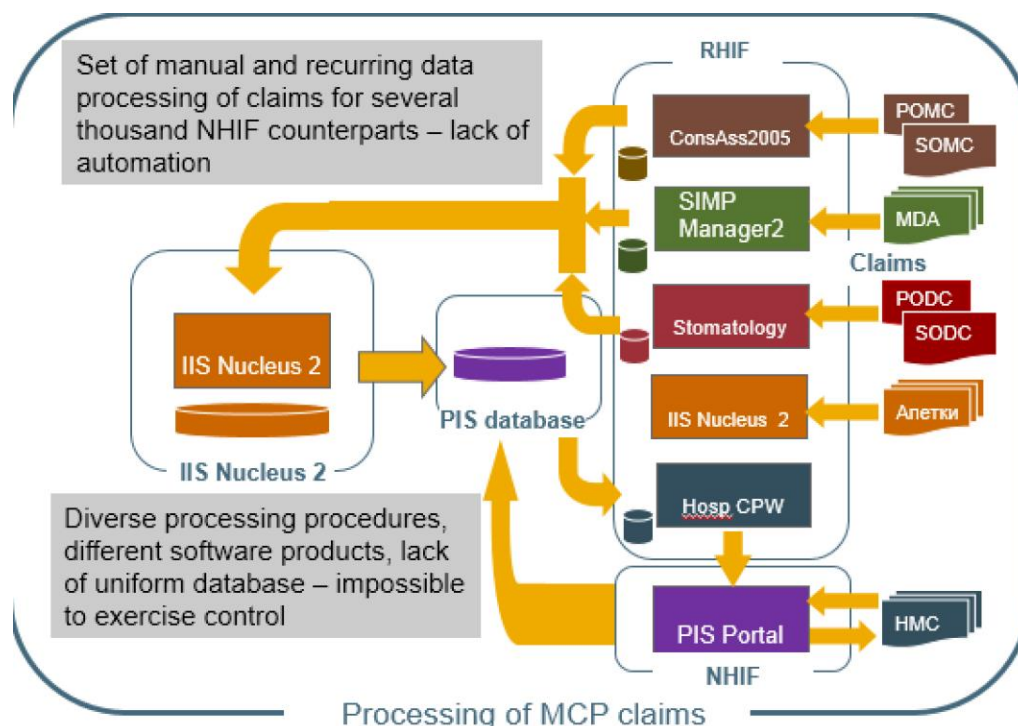 Set of manual and recurring data
processing of claims for several
thousand NHIF counterparts – lack of
automation
RHIF
ConsAss2005
POMC
SOMC
SIMP
Manager2
MDA
Claims
Stomatology
PODC
SODC
IIS Nucleus 2
IIS Nucleus 2
PIS database
IIS Nucleus 2
Апетки
Diverse processing procedures,
different software products, lack
of uniform database – impossible
to exercise control
Hosp CPW
PIS Portal
HMC
NHIF
Processing of MCP claims